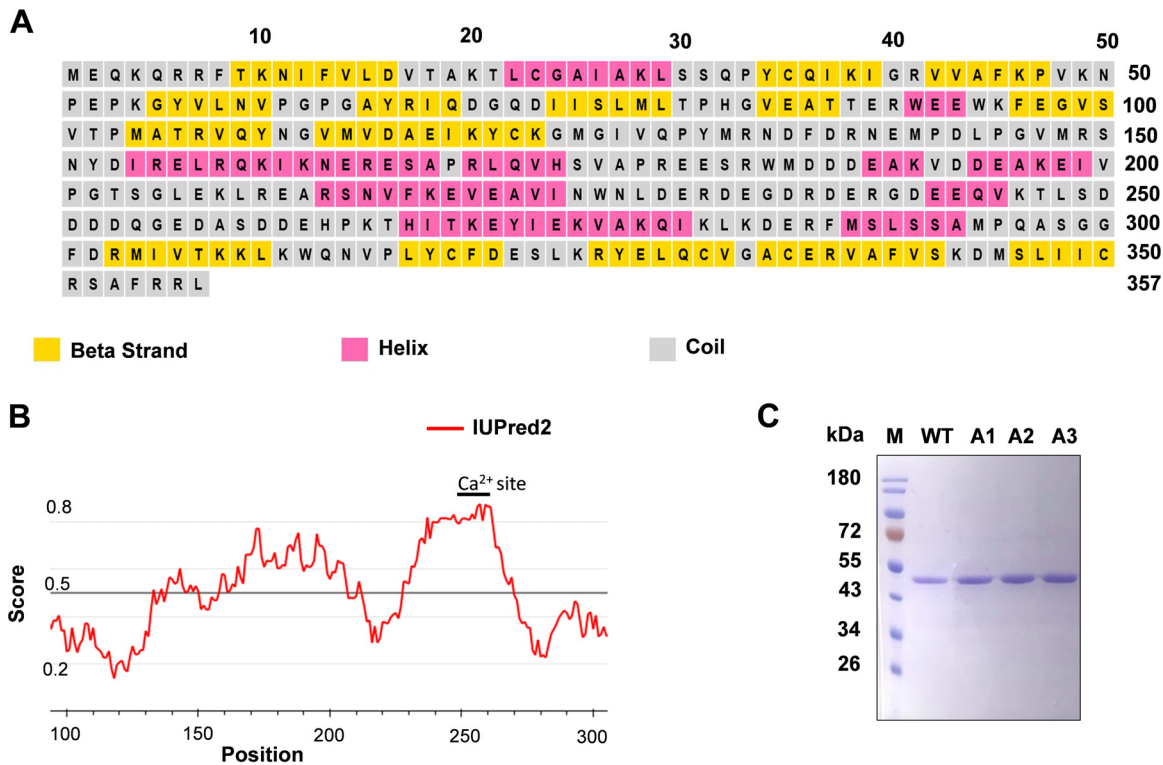 A
10 20 30 40 50
M E Q K Q R R F T K N I F V L D V T A K T L C G A I A K L S S Q P Y C Q I K I G R V V A F K P V K N 50
P E P K G Y V L N V P G P G A Y R I Q D G Q D I I S L M L T P H G V E A T T E R W E E W K F E G V S 100
V T P M A T R V Q Y N G V M V D A E I K Y C K G M G I V Q P Y M R N D F D R N E M P D L P G V M R S 150
N Y D I R E L R Q K I K N E R E S A P R L Q V H S V A P R E E S R W M D D D E A K V D D E A K E I V 200
P G T S G L E K L R E A R S N V F K E V E A V I N W N L D E R D E G D R D E R G D E E Q V K T L S D 250
D D D Q G E D A S D D E H P K T H I T K E Y I E K V A K Q I K L K D E R F M S L S S A M P Q A S G G 300
F D R M I V T K K L K W Q N V P L Y C F D E S L K R Y E L Q C V G A C E R V A F V S K D M S L I I C 350
R S A F R R L 357
Beta Strand Helix Coil
B
IUPred2
Ca²⁺ site
0.8
0.5
0.2
Score
100 150 200 250 300
Position
C
kDa M WT A1 A2 A3
180
72
55
43
34
26